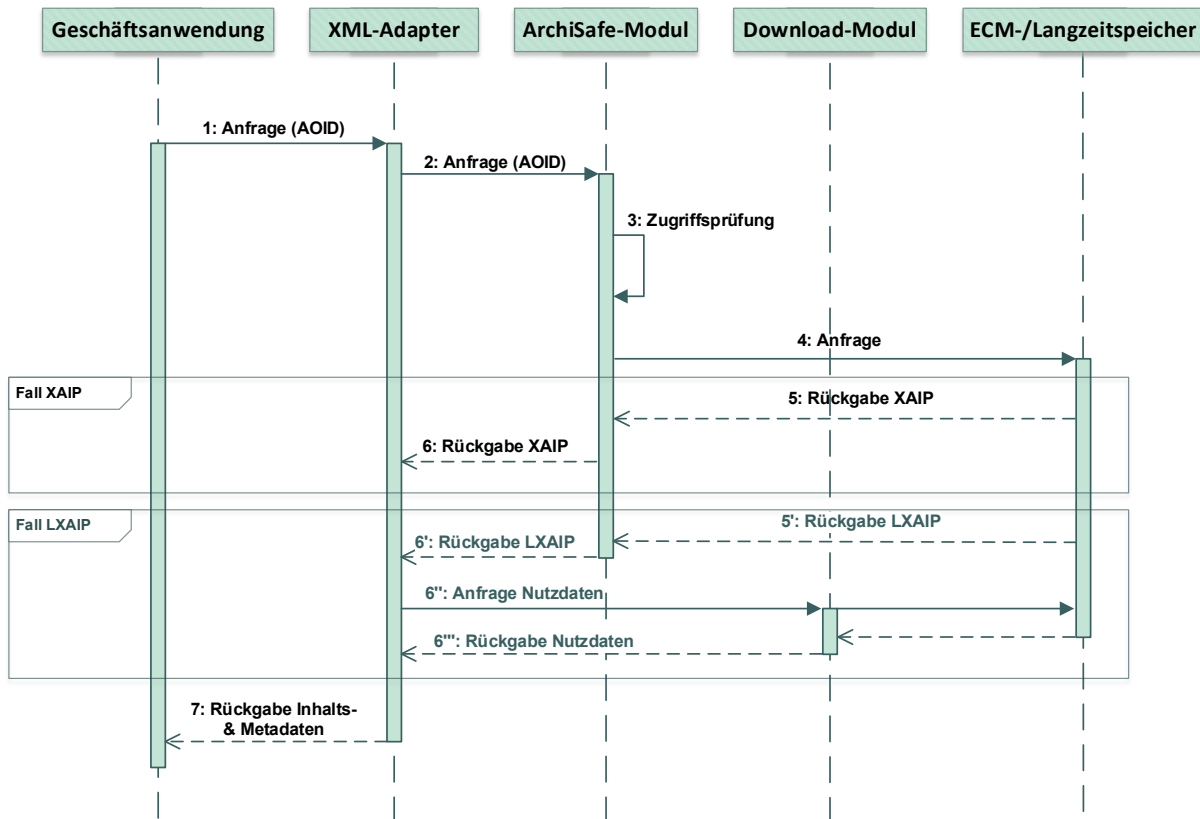 Geschäftsanwendung
XML-Adapter
ArchiSafe-Modul
Download-Modul
ECM-/Langzeitspeicher
1: Anfrage (AOID)
2: Anfrage (AOID)
3: Zugriffsprüfung
4: Anfrage
Fall XAIP
5: Rückgabe XAIP
6: Rückgabe XAIP
Fall LXAIP
5': Rückgabe LXAIP
6': Rückgabe LXAIP
6'': Anfrage Nutzdaten
6''': Rückgabe Nutzdaten
7: Rückgabe Inhalts-
& Metadaten